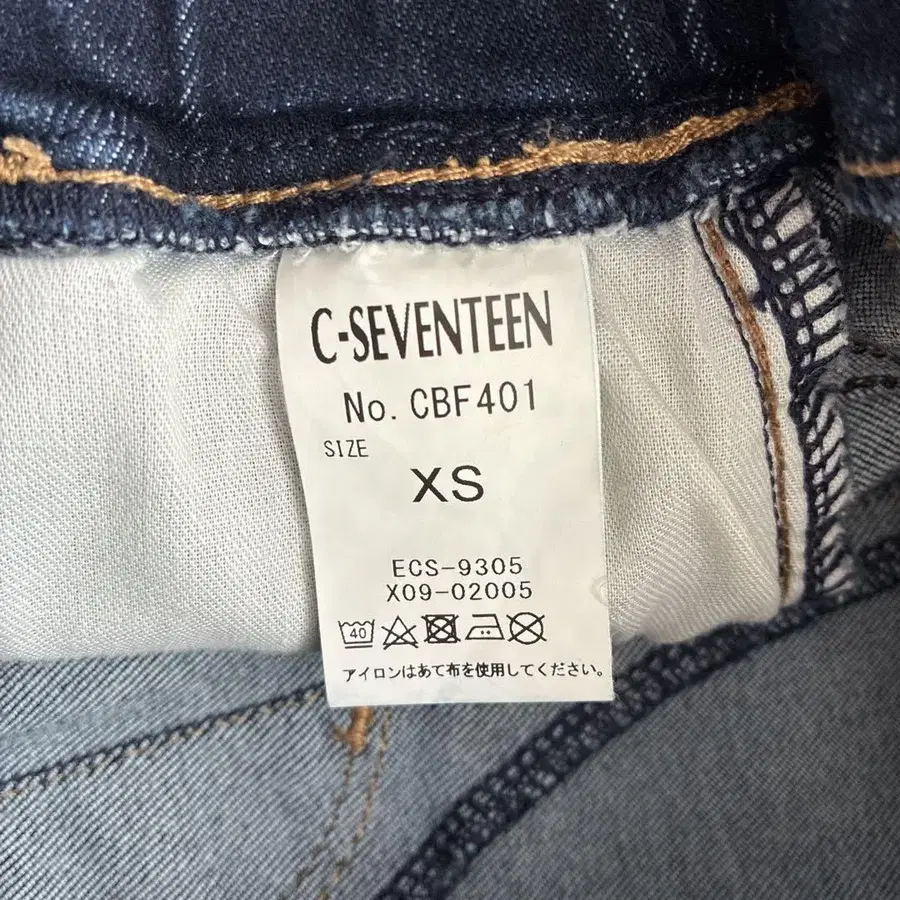 C-SEVENTEEN
No. CBF401
SIZE
XS
ECS-9305
X09-02005
40
アイロンはあて布を使用してください。